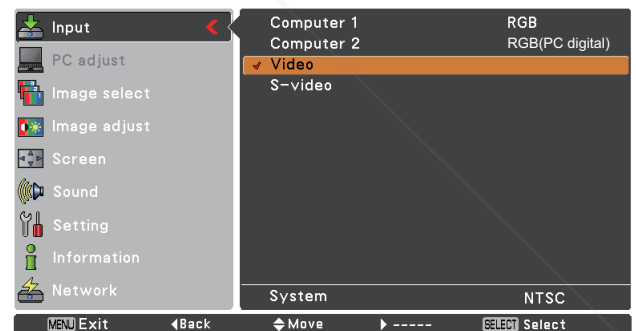 Input
PC adjust
Image select
Image adjust
Screen
Sound
Setting
Information
Network
Computer 1 RGB
Computer 2 RGB(PC digital)
Video
S-video
System NTSC
MENU Exit Back Move ----- SELECT Select